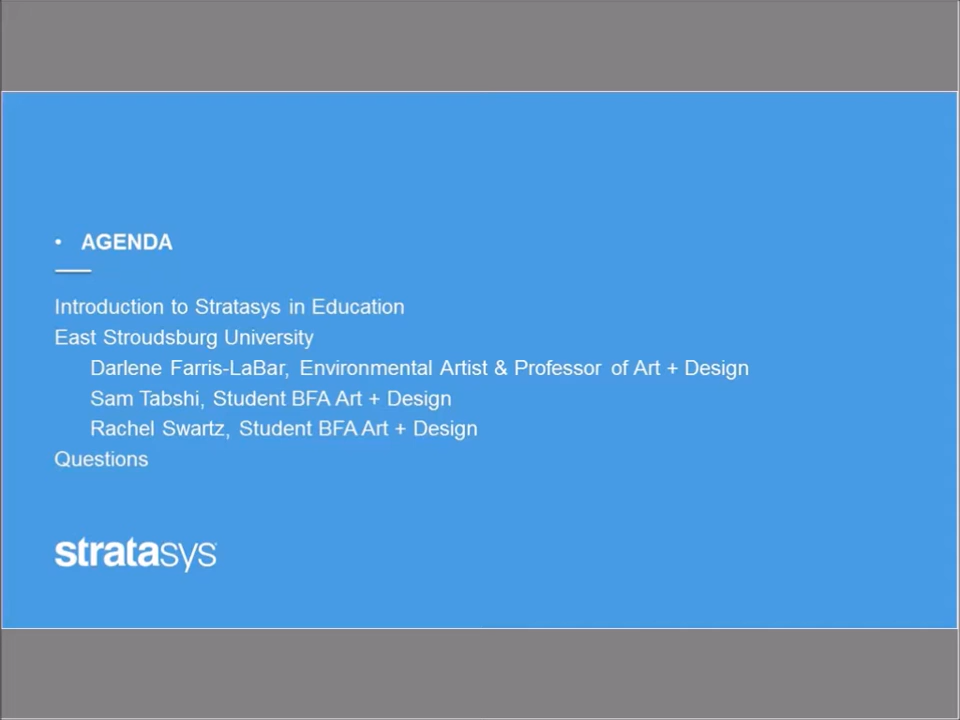 • AGENDA
Introduction to Stratasys in Education
East Stroudsburg University
Darlene Farris-LaBar, Environmental Artist & Professor of Art + Design
Sam Tabshi, Student BFA Art + Design
Rachel Swartz, Student BFA Art + Design
Questions
stratasys